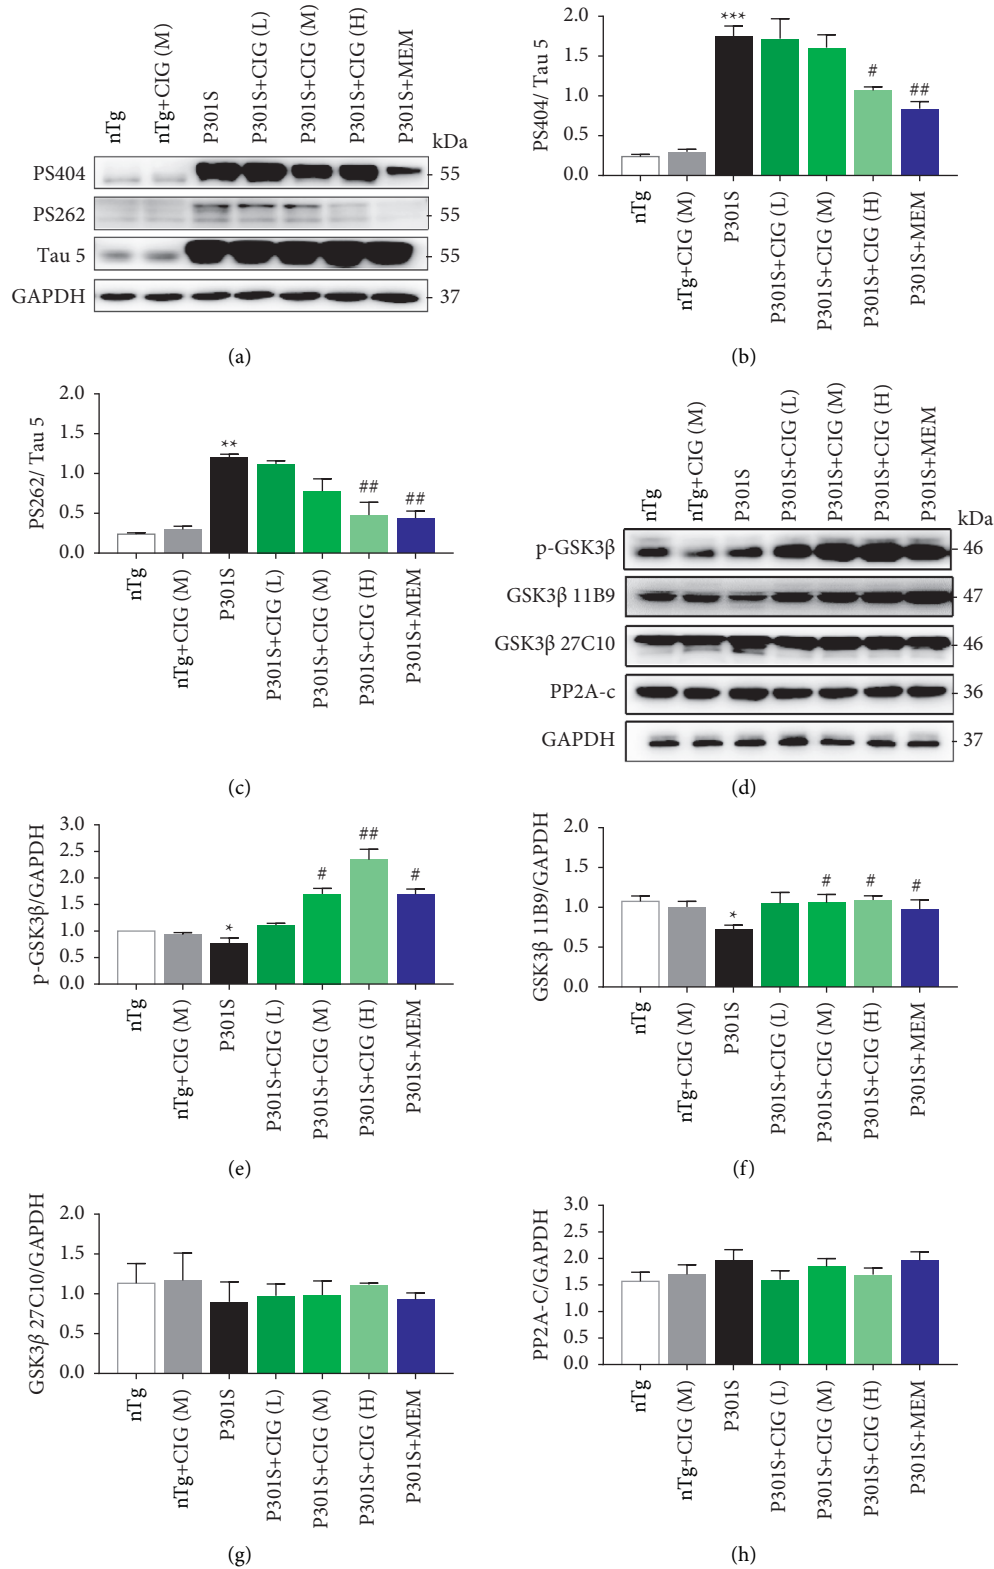 nTg
nTg+CIG (M)
P301S
P301S+CIG (L)
P301S+CIG (M)
P301S+CIG (H)
P301S+MEM
kDa
PS404
55
PS262
55
Tau 5
55
GAPDH
37
(a)
PS404/ Tau 5
2.0
1.5
1.0
0.5
0.0
***
#
##
nTg
nTg+CIG (M)
P301S
P301S+CIG (L)
P301S+CIG (M)
P301S+CIG (H)
P301S+MEM
(b)
PS262/ Tau 5
2.0
1.5
1.0
0.5
0.0
**
##
##
nTg
nTg+CIG (M)
P301S
P301S+CIG (L)
P301S+CIG (M)
P301S+CIG (H)
P301S+MEM
(c)
nTg
nTg+CIG (M)
P301S
P301S+CIG (L)
P301S+CIG (M)
P301S+CIG (H)
P301S+MEM
kDa
p-GSK3β
46
GSK3β 11B9
47
GSK3β 27C10
46
PP2A-c
36
GAPDH
37
(d)
p-GSK3β/GAPDH
3.0
2.5
2.0
1.5
1.0
0.5
0.0
*
#
##
#
nTg
nTg+CIG (M)
P301S
P301S+CIG (L)
P301S+CIG (M)
P301S+CIG (H)
P301S+MEM
(e)
GSK3β 11B9/GAPDH
2.0
1.5
1.0
0.5
0.0
*
#
#
#
nTg
nTg+CIG (M)
P301S
P301S+CIG (L)
P301S+CIG (M)
P301S+CIG (H)
P301S+MEM
(f)
GSK3β 27C10/GAPDH
2.0
1.5
1.0
0.5
0.0
nTg
nTg+CIG (M)
P301S
P301S+CIG (L)
P301S+CIG (M)
P301S+CIG (H)
P301S+MEM
(g)
PP2A-C/GAPDH
3.0
2.5
2.0
1.5
1.0
0.5
0.0
nTg
nTg+CIG (M)
P301S
P301S+CIG (L)
P301S+CIG (M)
P301S+CIG (H)
P301S+MEM
(h)